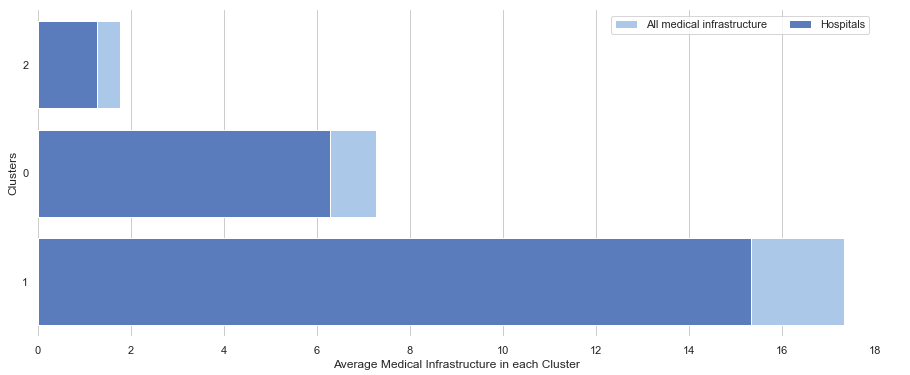 All medical infrastructure Hospitals
2
Clusters
0
1
0 2 4 6 8 10 12 14 16 18
Average Medical Infrastructure in each Cluster